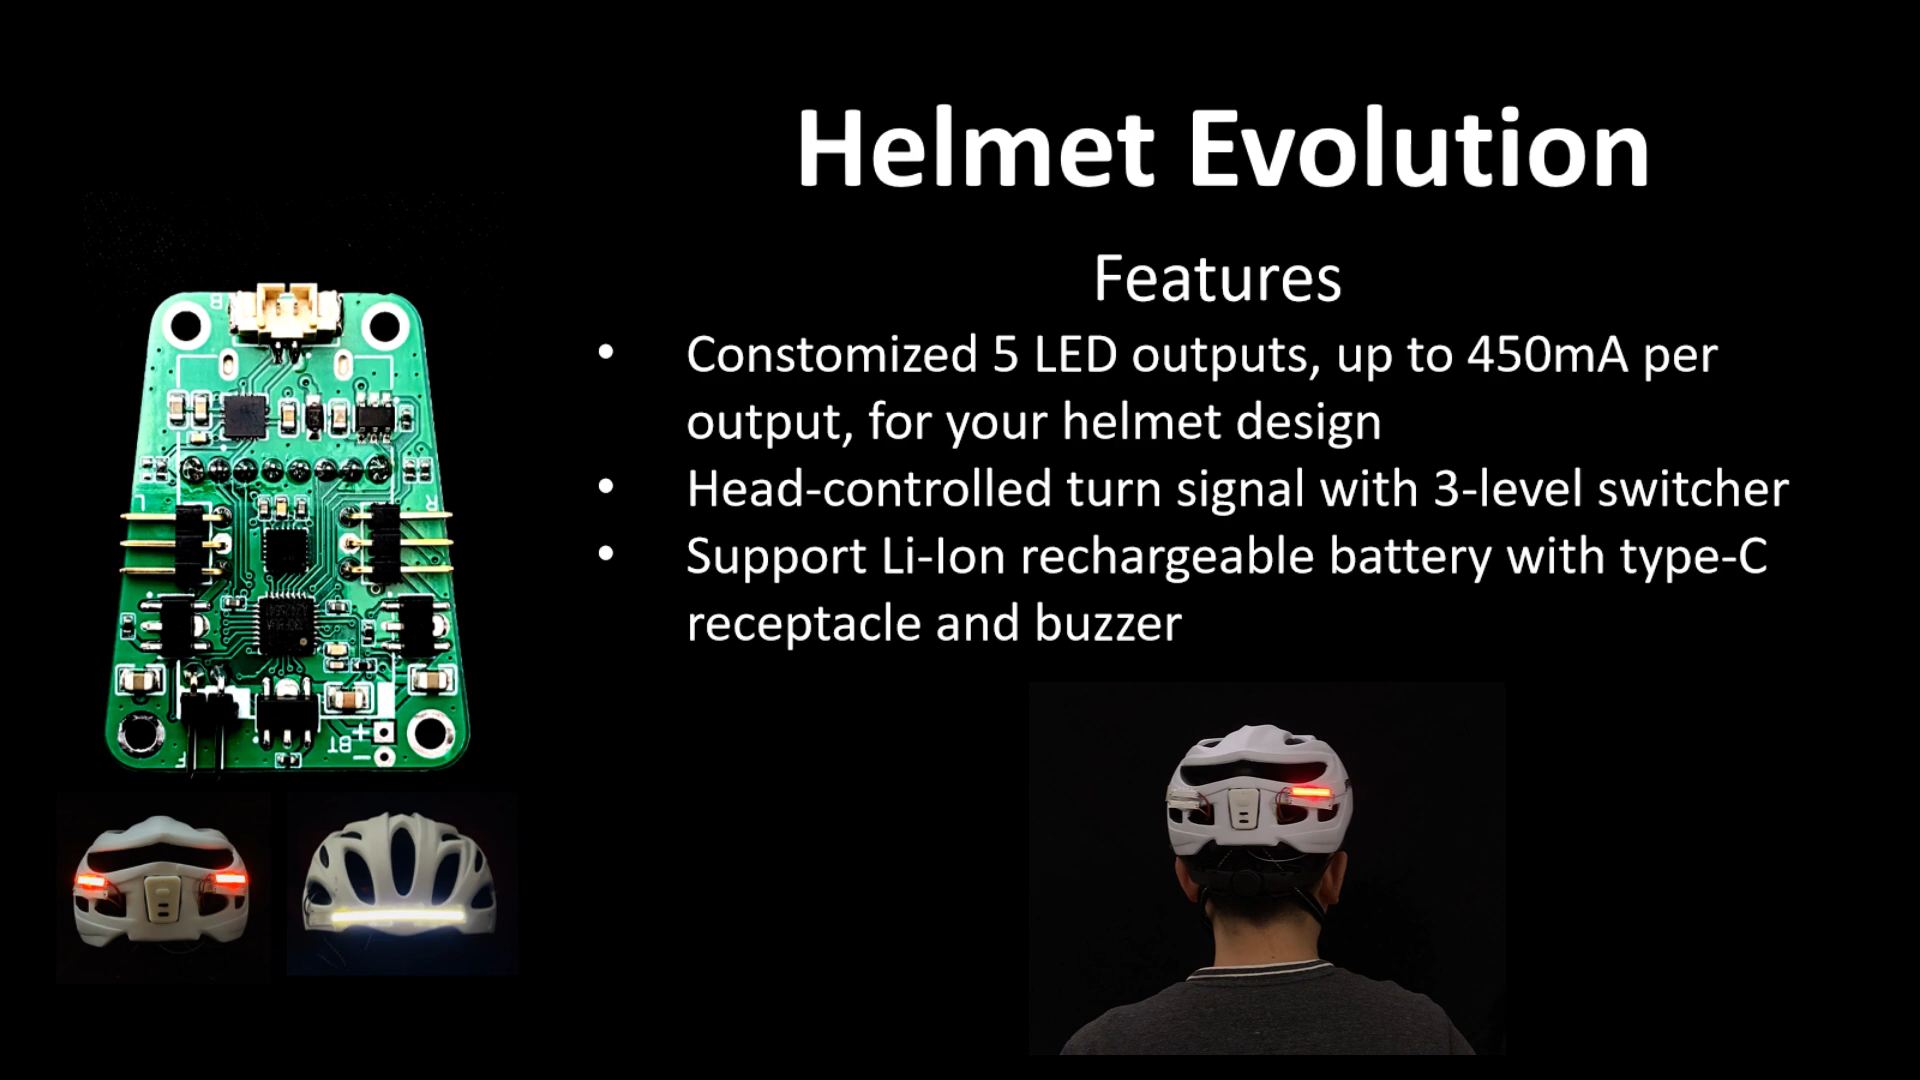 Helmet Evolution
Features
• Constomized 5 LED outputs, up to 450mA per
output, for your helmet design
• Head-controlled turn signal with 3-level switcher
• Support Li-Ion rechargeable battery with type-C
receptacle and buzzer
B
L
R
BT
+
-
F